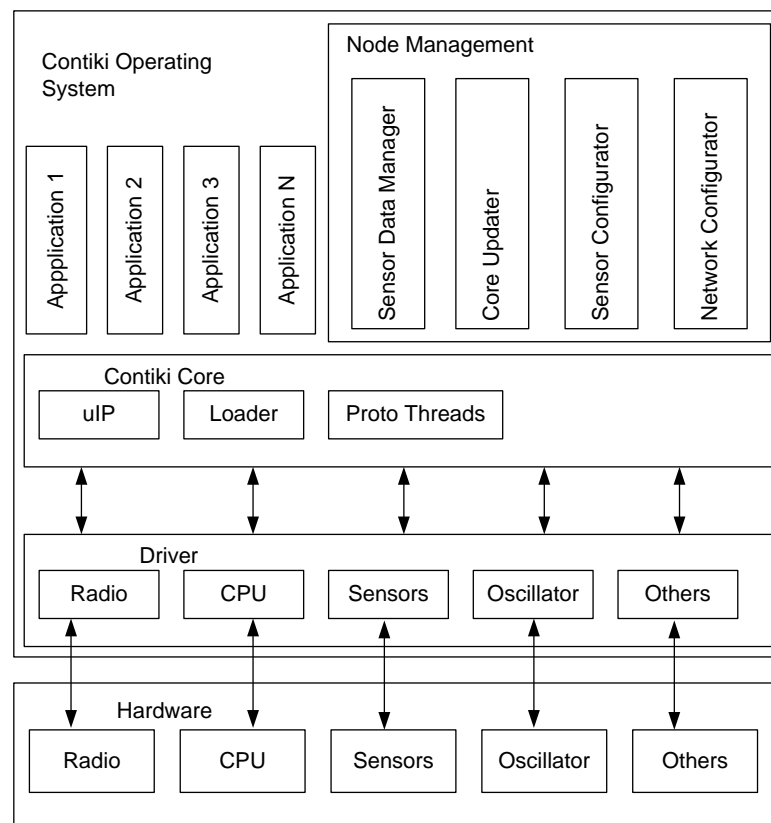 Contiki Operating
System
Node Management
Appplication 1
Application 2
Application 3
Application N
Sensor Data Manager
Core Updater
Sensor Configurator
Network Configurator
Contiki Core
uIP
Loader
Proto Threads
Driver
Radio
CPU
Sensors
Oscillator
Others
Hardware
Radio
CPU
Sensors
Oscillator
Others